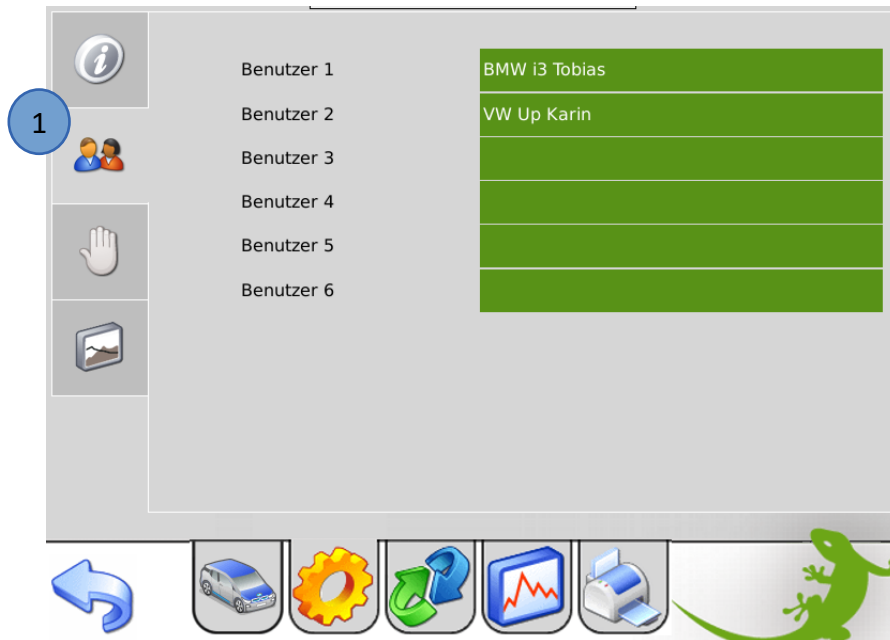 1
Benutzer 1 BMW i3 Tobias
Benutzer 2 VW Up Karin
Benutzer 3
Benutzer 4
Benutzer 5
Benutzer 6